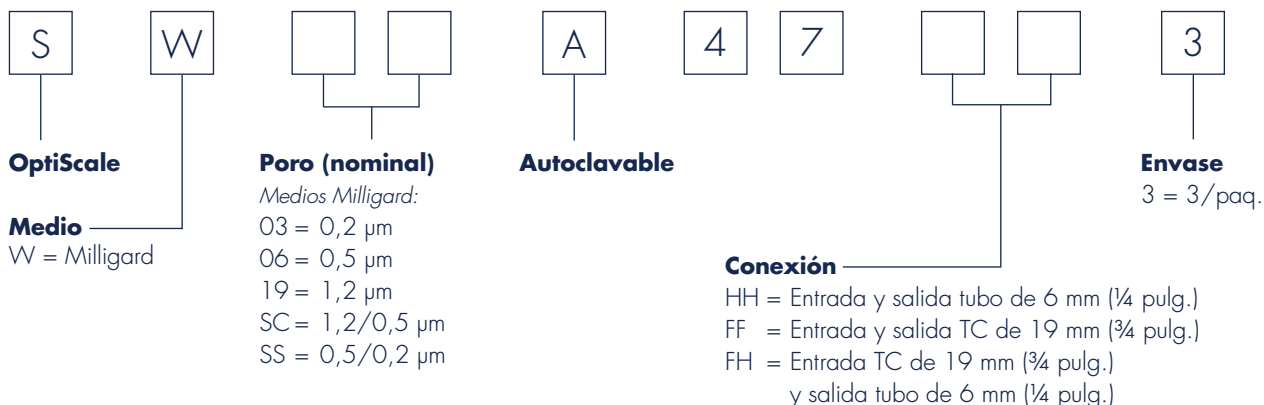 S W A 4 7 3
OptiScale
Medio
W = Milligard
Poro (nominal)
Medios Milligard:
03 = 0,2 µm
06 = 0,5 µm
19 = 1,2 µm
SC = 1,2/0,5 µm
SS = 0,5/0,2 µm
Autoclavable
Conexión
HH = Entrada y salida tubo de 6 mm (¼ pulg.)
FF = Entrada y salida TC de 19 mm (¾ pulg.)
FH = Entrada TC de 19 mm (¾ pulg.)
y salida tubo de 6 mm (¼ pulg.)
Envase
3 = 3/paq.